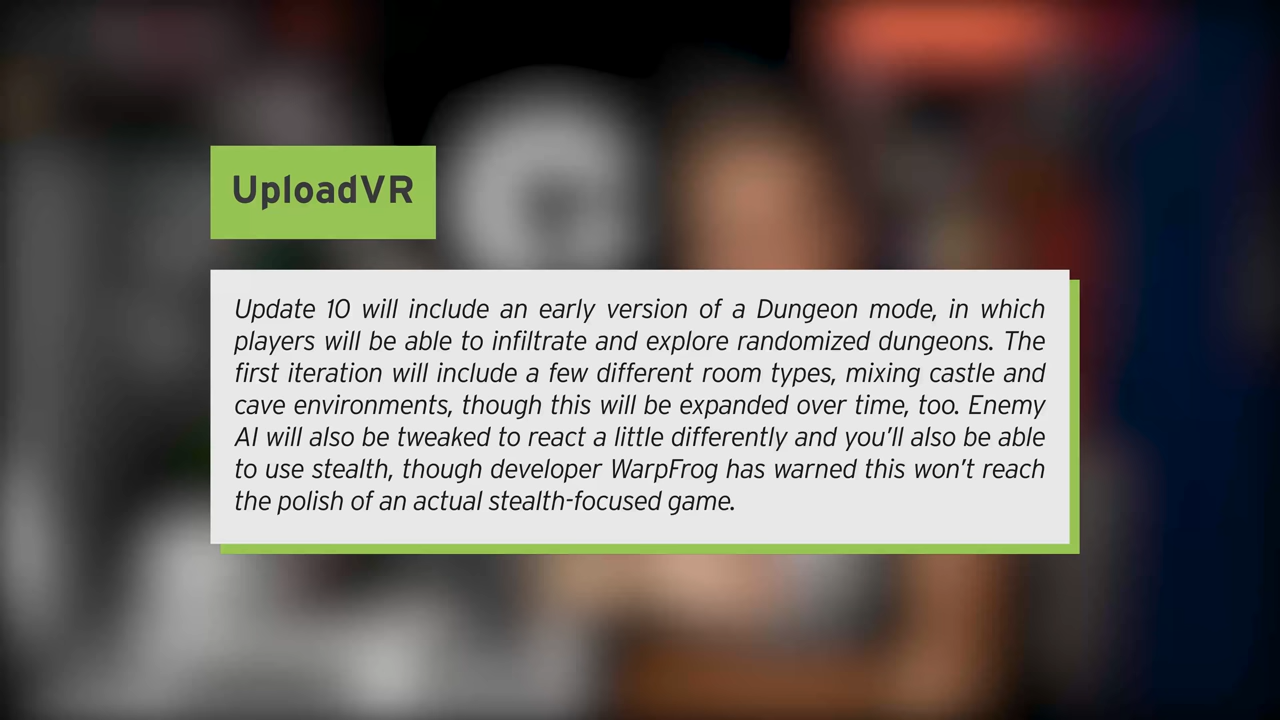 UploadVR
Update 10 will include an early version of a Dungeon mode, in which
players will be able to infiltrate and explore randomized dungeons. The
first iteration will include a few different room types, mixing castle and
cave environments, though this will be expanded over time, too. Enemy
AI will also be tweaked to react a little differently and you'll also be able
to use stealth, though developer WarpFrog has warned this won't reach
the polish of an actual stealth-focused game.